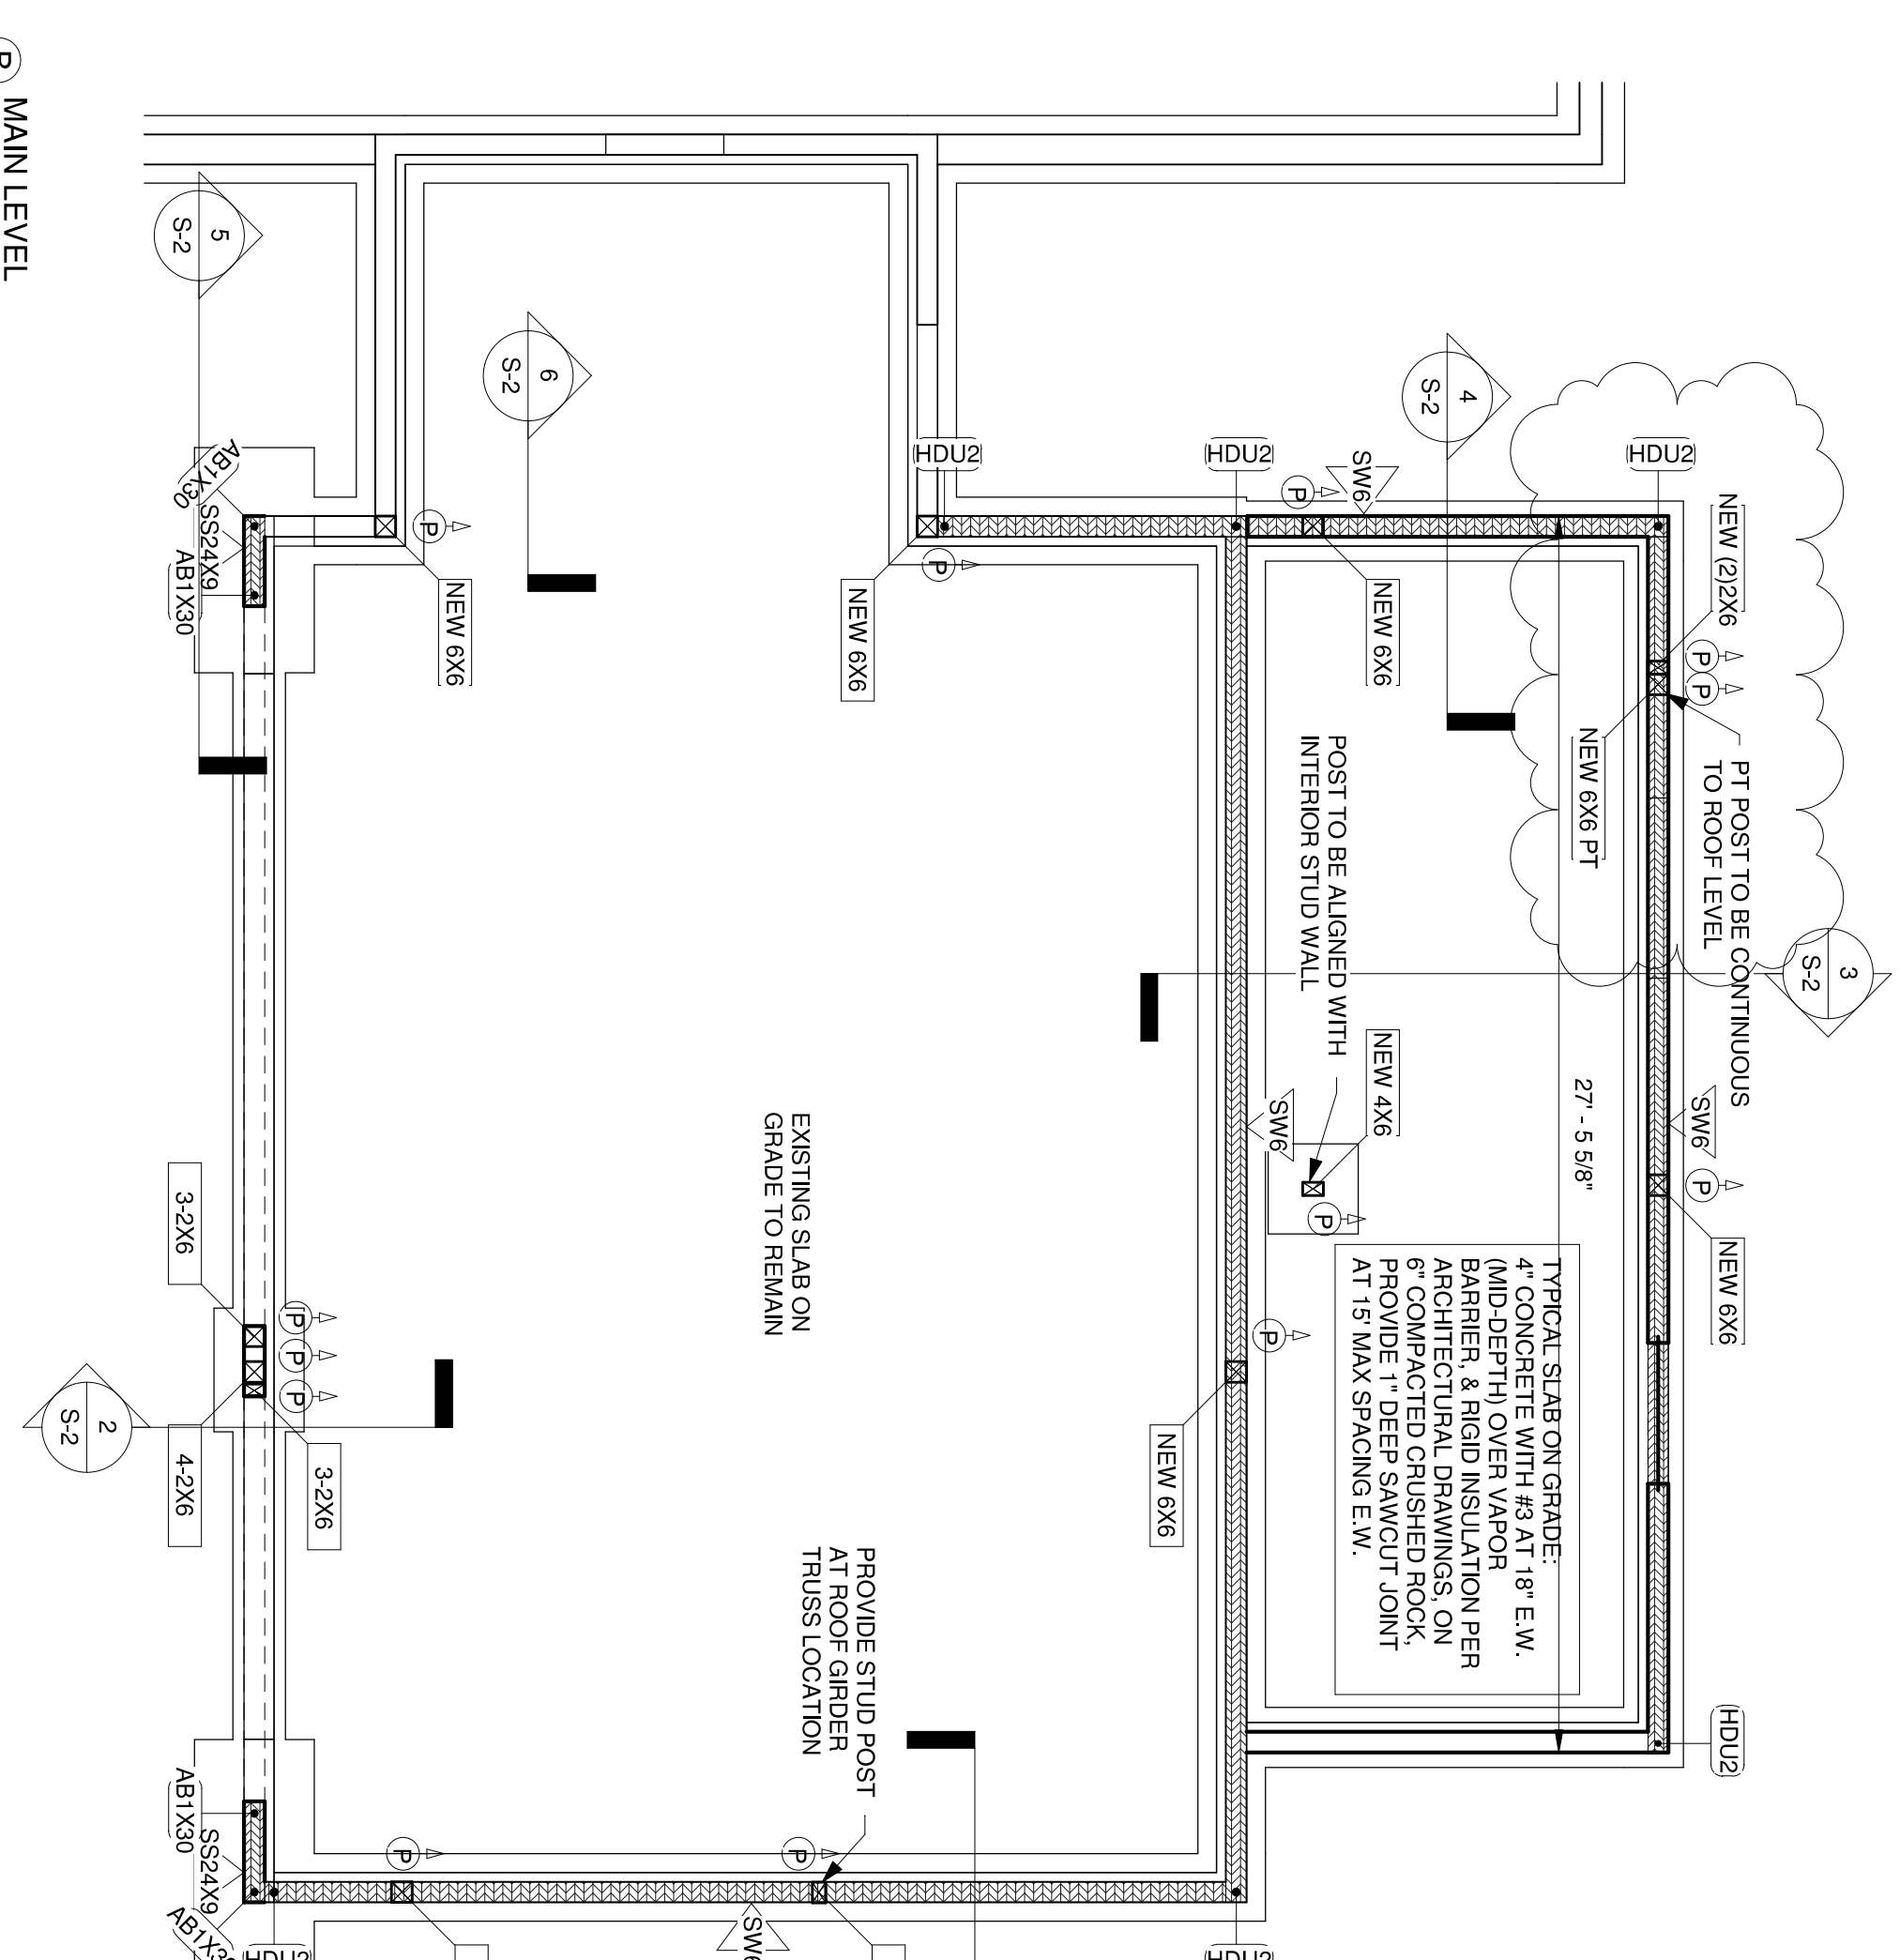 MAIN LEVEL
P
5
S-2
6
S-2
4
S-2
3
S-2
2
S-2
HDU2
HDU2
HDU2
HDU2
HDU2
HDU2
SW6
SW6
SW6
SW6
P
P
P
P
P
P
P
P
P
P
P
P
P
NEW (2)2X6
NEW 6X6 PT
PT POST TO BE CONTINUOUS
TO ROOF LEVEL
NEW 6X6
NEW 6X6
NEW 6X6
NEW 6X6
NEW 6X6
NEW 4X6
POST TO BE ALIGNED WITH
INTERIOR STUD WALL
27' - 5 5/8"
TYPICAL SLAB ON GRADE:
4" CONCRETE WITH #3 AT 18" E.W.
(MID-DEPTH) OVER VAPOR
BARRIER, & RIGID INSULATION PER
ARCHITECTURAL DRAWINGS, ON
6" COMPACTED CRUSHED ROCK,
PROVIDE 1" DEEP SAWCUT JOINT
AT 15' MAX SPACING E.W.
EXISTING SLAB ON
GRADE TO REMAIN
PROVIDE STUD POST
AT ROOF GIRDER
TRUSS LOCATION
3-2X6
4-2X6
3-2X6
AB1X30
SS24X9
AB1X30
AB1X30
SS24X9